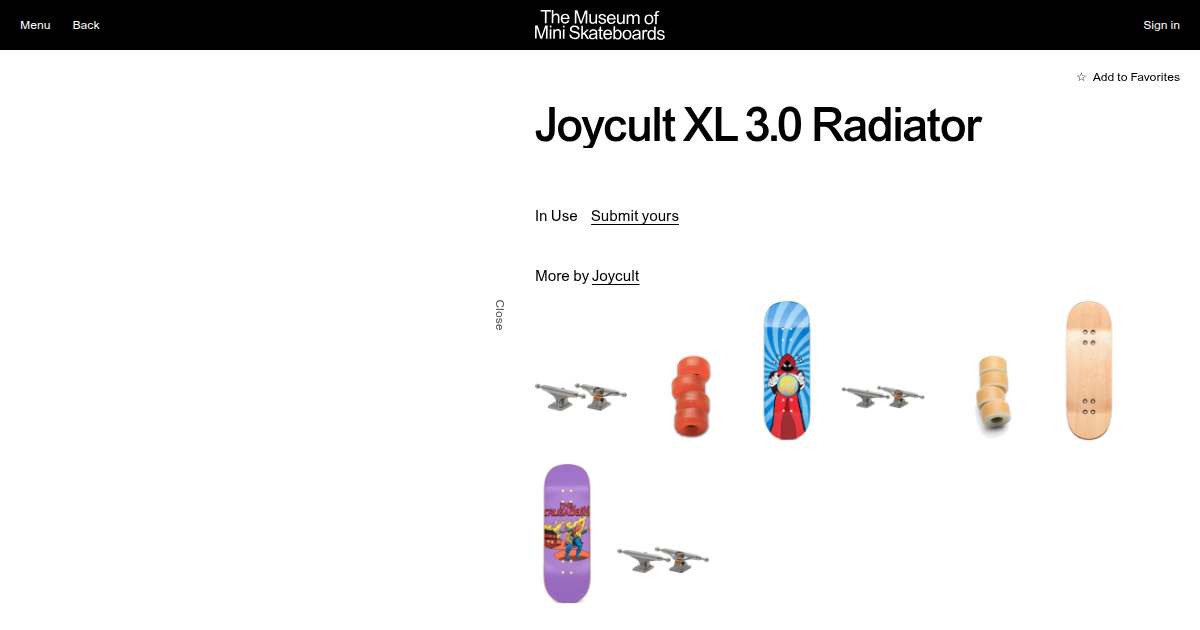 Menu Back
The Museum of
Mini Skateboards
Sign in
☆ Add to Favorites
Joycult XL 3.0 Radiator
In Use Submit yours
More by Joycult
Close